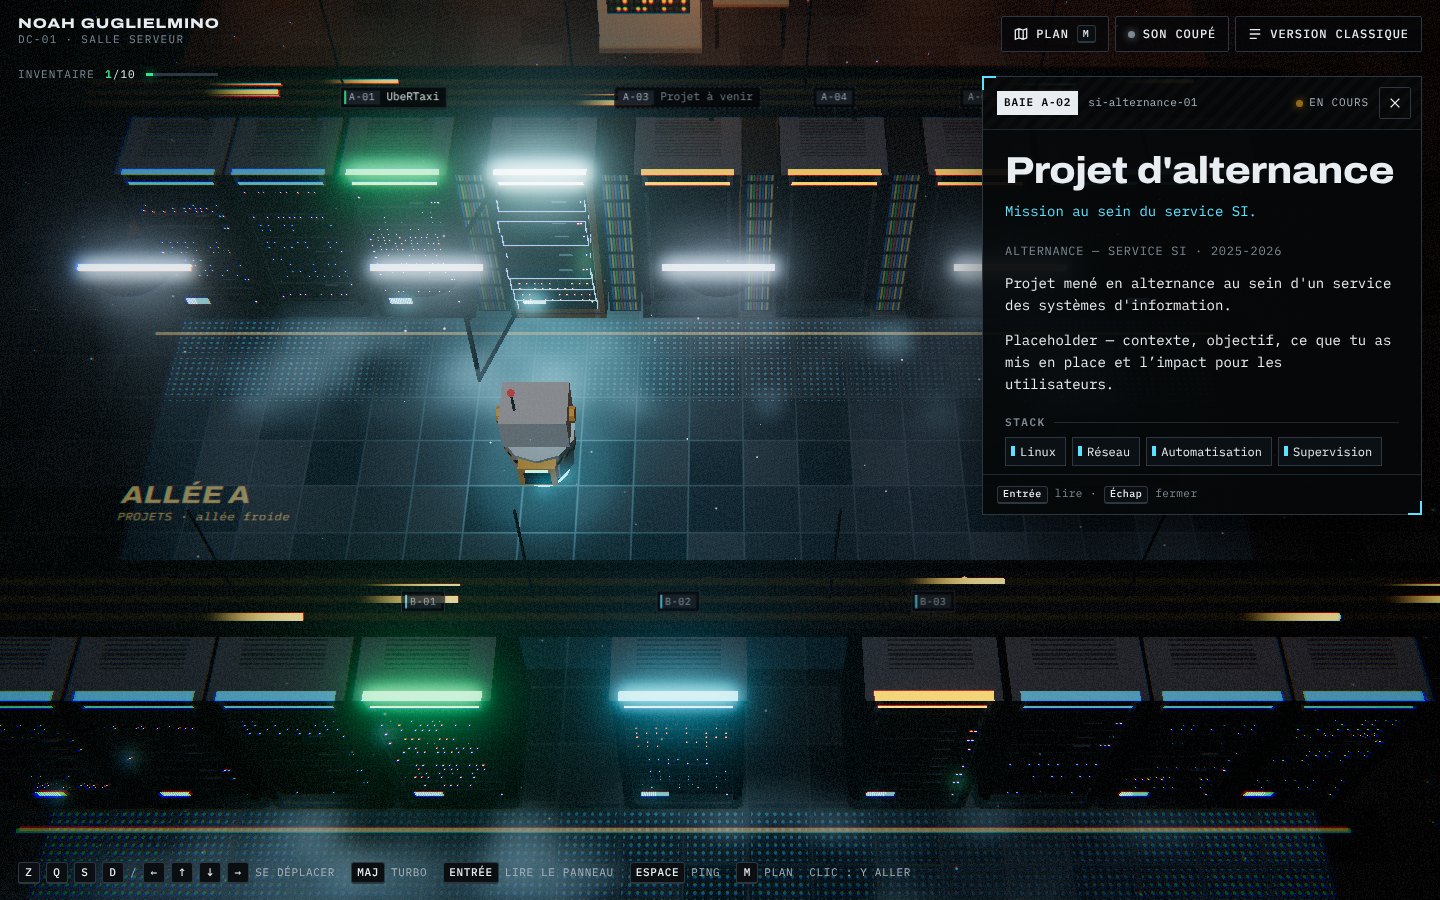 NOAH GUGLIELMINO
DC-01 · SALLE SERVEUR
INVENTAIRE 1/10
PLAN M
SON COUPÉ
VERSION CLASSIQUE
A-01 UbeRTaxi
A-03 Projet à venir
A-04
BAIE A-02 si-alternance-01 EN COURS
Projet d'alternance
Mission au sein du service SI.
ALTERNANCE — SERVICE SI · 2025-2026
Projet mené en alternance au sein d'un service
des systèmes d'information.
Placeholder — contexte, objectif, ce que tu as
mis en place et l’impact pour les
utilisateurs.
STACK
Linux Réseau Automatisation Supervision
Entrée lire · Échap fermer
ALLÉE A
PROJETS · allée froide
B-01
B-02
B-03
Z Q S D / ← ↑ ↓ → SE DÉPLACER MAJ TURBO ENTRÉE LIRE LE PANNEAU ESPACE PING M PLAN CLIC : Y ALLER